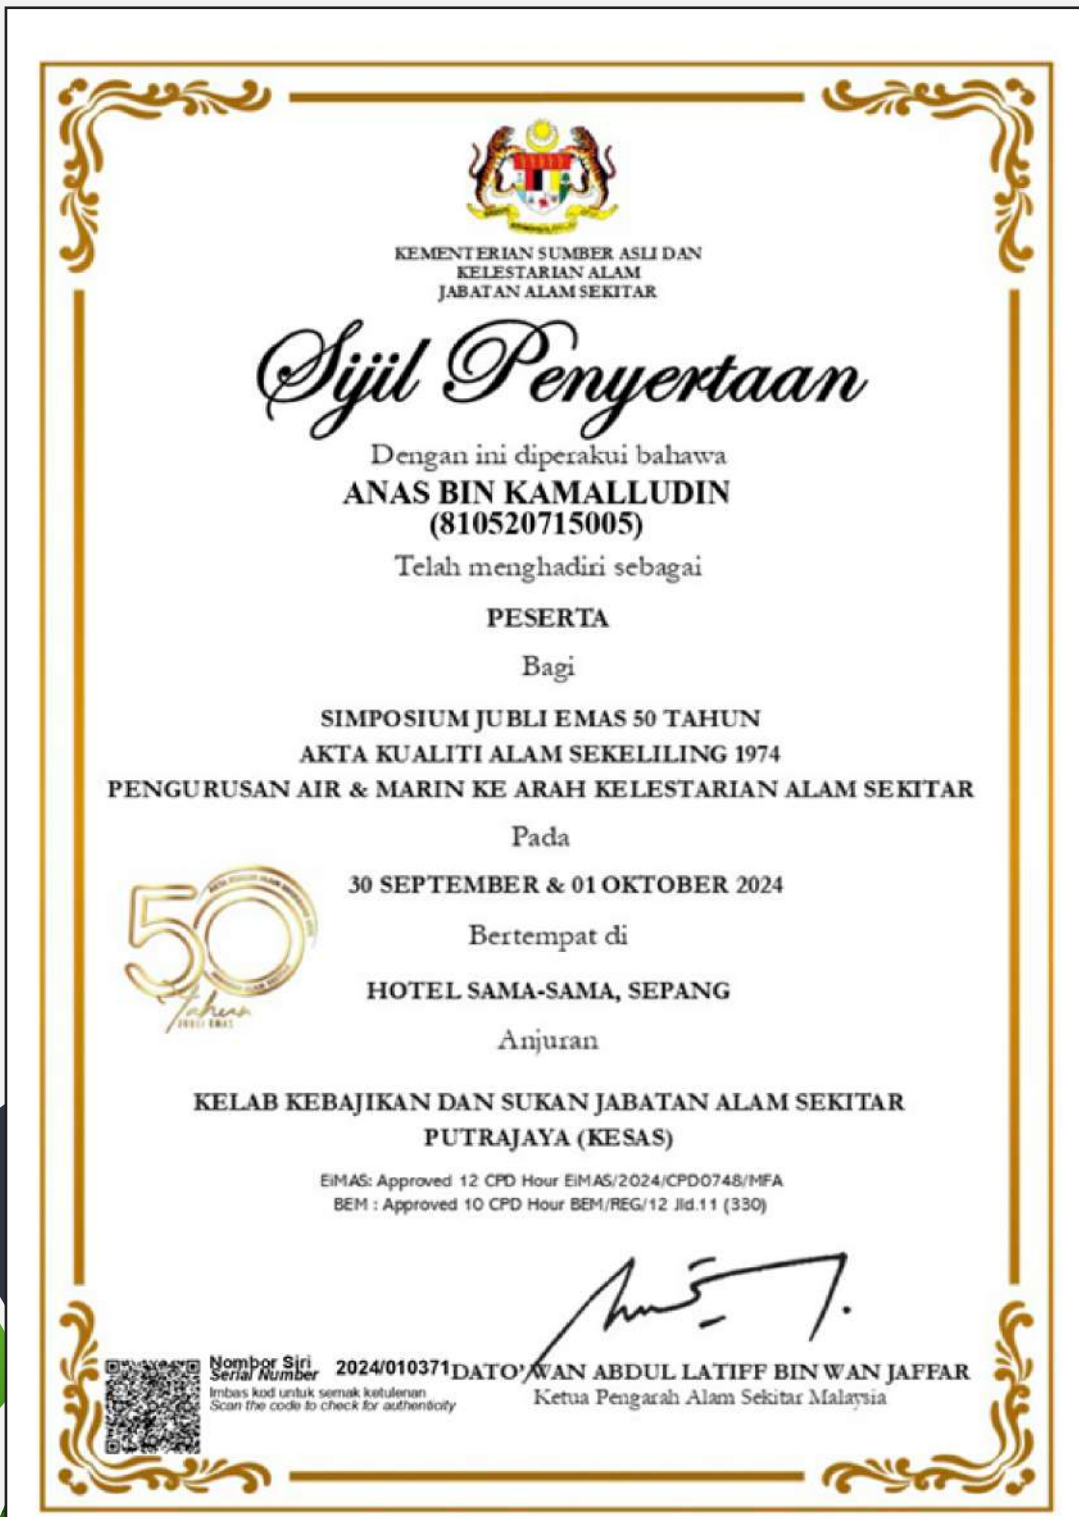 KEMENTERIAN SUMBER ASLI DAN
KELESTARIAN ALAM
JABATAN ALAM SEKITAR
Sijil Penyertaan
Dengan ini diperakui bahawa
ANAS BIN KAMALLUDIN
(810520715005)
Telah menghadiri sebagai
PESERTA
Bagi
SIMPOSIUM JUBLI EMAS 50 TAHUN
AKTA KUALITI ALAM SEKELILING 1974
PENGURUSAN AIR & MARIN KE ARAH KELESTARIAN ALAM SEKITAR
Pada
30 SEPTEMBER & 01 OKTOBER 2024
50
Tahun
JUBLI EMAS
Bertempat di
HOTEL SAMA-SAMA, SEPANG
Anjuran
KELAB KEBAJIKAN DAN SUKAN JABATAN ALAM SEKITAR
PUTRAJAYA (KESAS)
EiMAS: Approved 12 CPD Hour EiMAS/2024/CPD0748/MFA
BEM : Approved 10 CPD Hour BEM/REG/12 Jld.11 (330)
Nombor Siri
Serial Number 2024/010371
Imbas kod untuk semak ketulenan
Scan the code to check for authenticity
DATO' WAN ABDUL LATIFF BIN WAN JAFFAR
Ketua Pengarah Alam Sekitar Malaysia